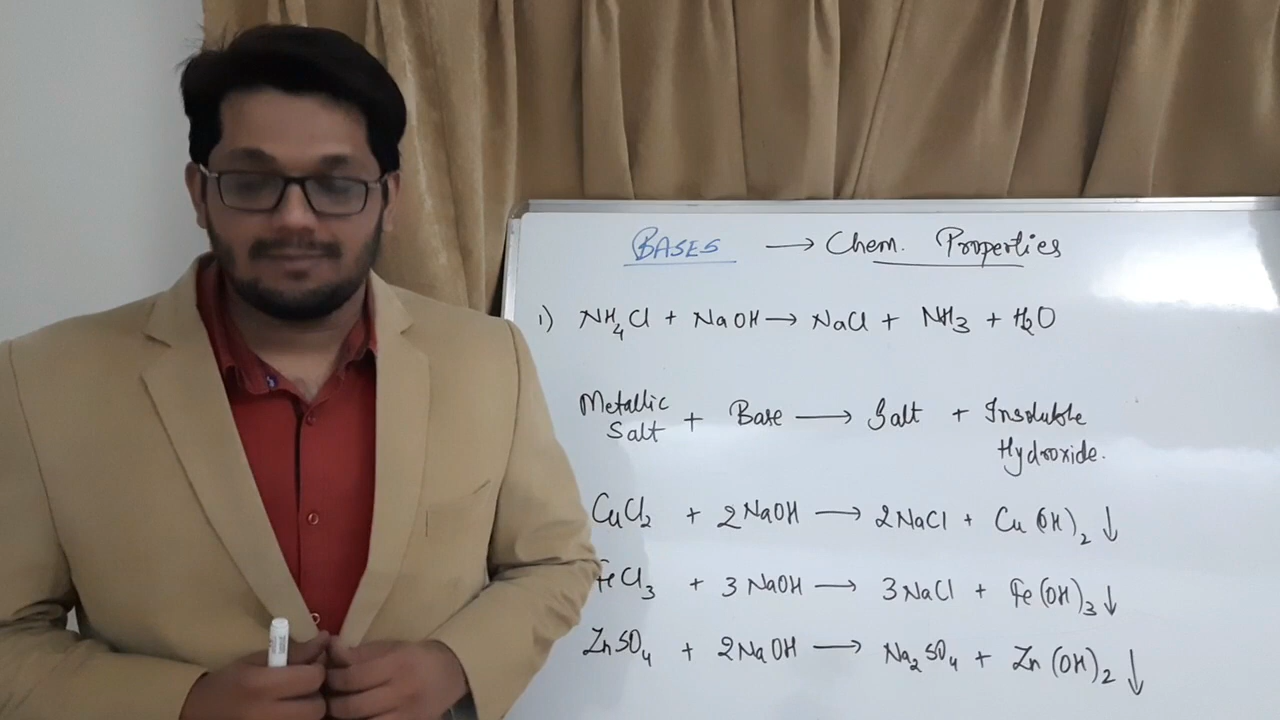 BASES → Chem. Properties
1) NH₄Cl + NaOH → NaCl + NH₃ + H₂O
Metallic Salt + Base → Salt + Insoluble Hydroxide.
CuCl₂ + 2NaOH → 2NaCl + Cu(OH)₂ ↓
FeCl₃ + 3NaOH → 3NaCl + Fe(OH)₃ ↓
ZnSO₄ + 2NaOH → Na₂SO₄ + Zn(OH)₂ ↓